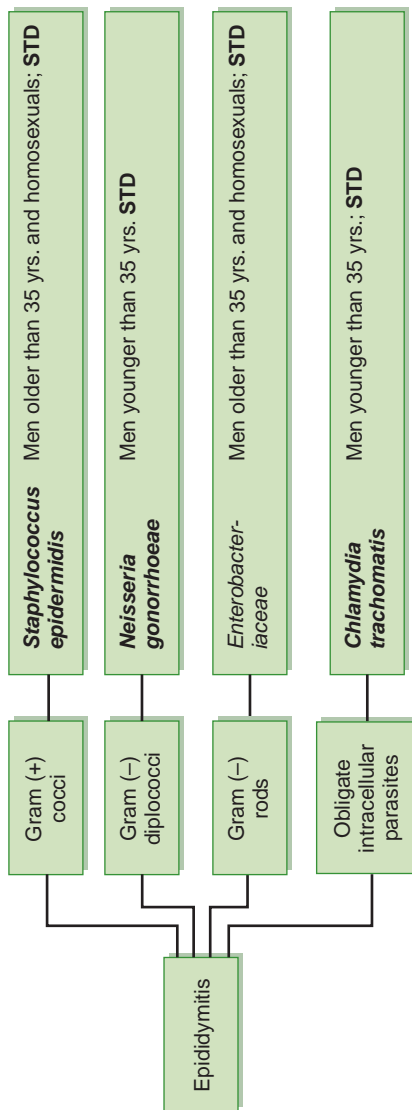 Epididymitis
Gram (+)
cocci
Staphylococcus
epidermidis
Men older than 35 yrs. and homosexuals; STD
Gram (−)
diplococci
Neisseria
gonorrhoeae
Men younger than 35 yrs. STD
Gram (−)
rods
Enterobacter-
iaceae
Men older than 35 yrs. and homosexuals; STD
Obligate
intracellular
parasites
Chlamydia
trachomatis
Men younger than 35 yrs.; STD